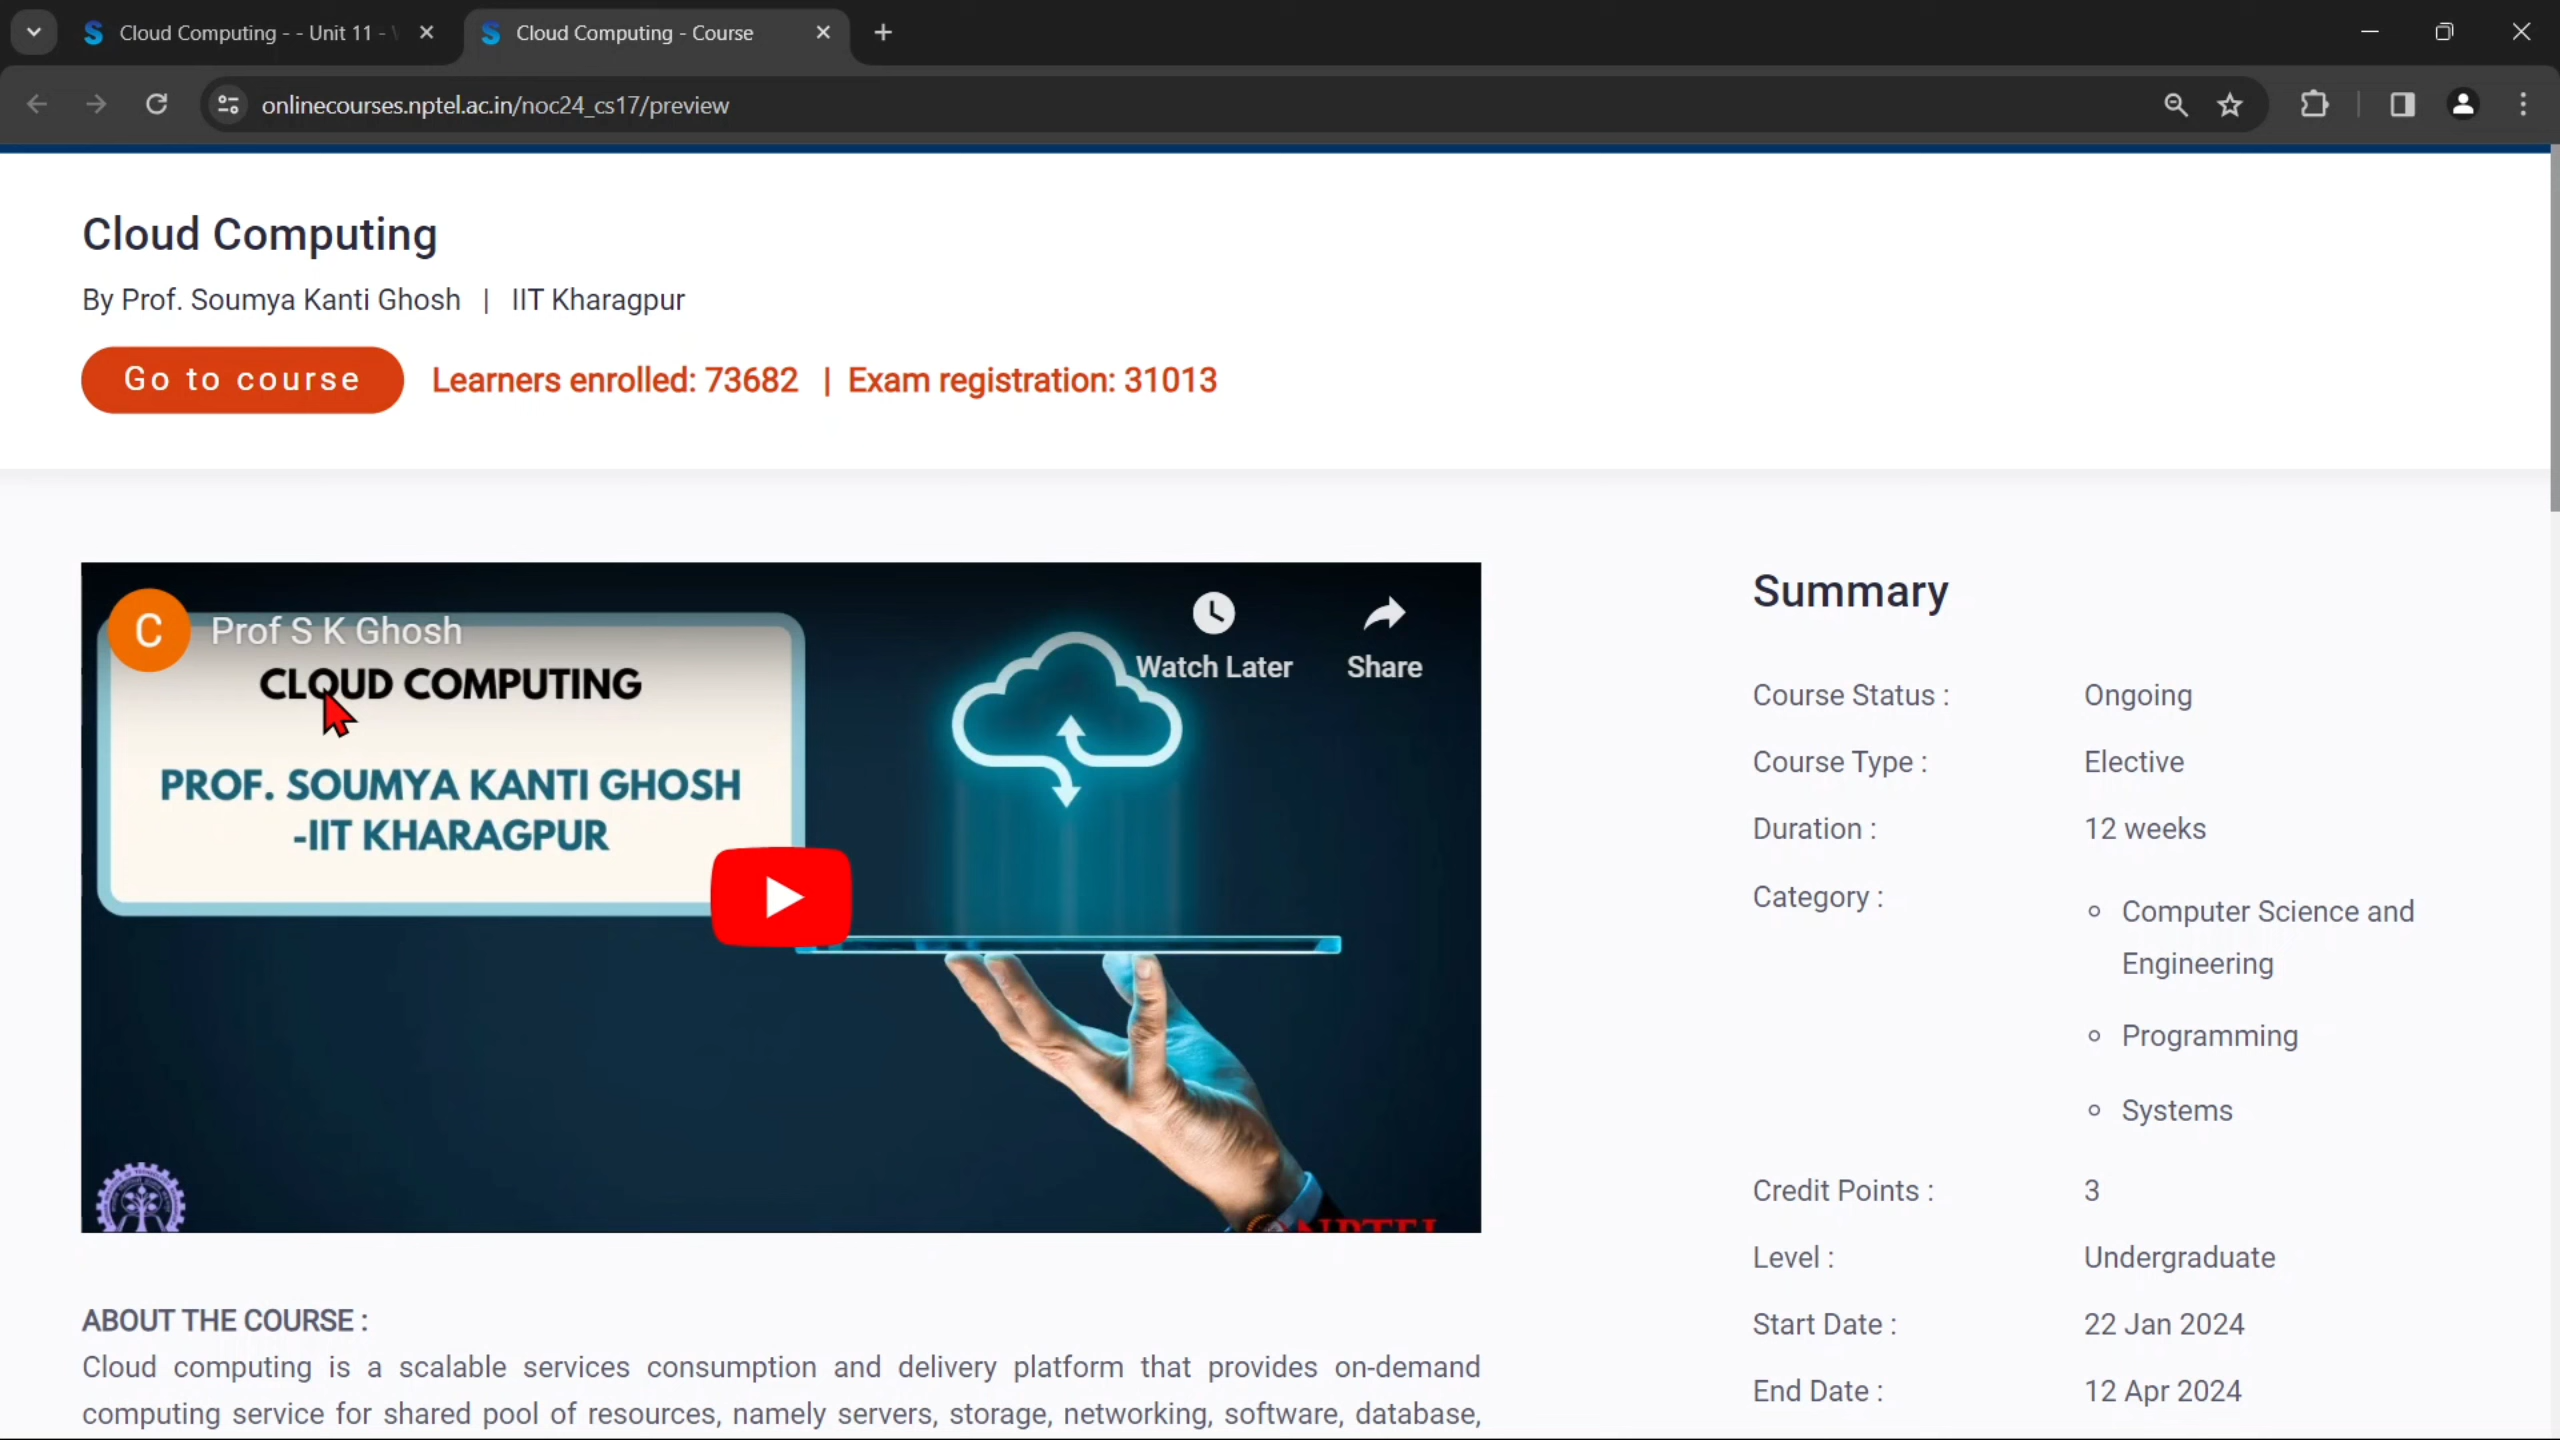 Cloud Computing - - Unit 11 -
Cloud Computing - Course
onlinecourses.nptel.ac.in/noc24_cs17/preview
Cloud Computing
By Prof. Soumya Kanti Ghosh | IIT Kharagpur
Go to course
Learners enrolled: 73682 | Exam registration: 31013
C
Prof S K Ghosh
Watch Later
Share
CLOUD COMPUTING
PROF. SOUMYA KANTI GHOSH
-IIT KHARAGPUR
NPTEL
ABOUT THE COURSE :
Cloud computing is a scalable services consumption and delivery platform that provides on-demand
computing service for shared pool of resources, namely servers, storage, networking, software, database,
Summary
Course Status : Ongoing
Course Type : Elective
Duration : 12 weeks
Category : Computer Science and
Engineering
Programming
Systems
Credit Points : 3
Level : Undergraduate
Start Date : 22 Jan 2024
End Date : 12 Apr 2024